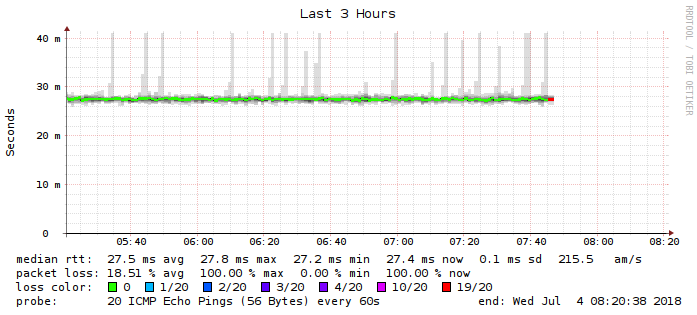 Last 3 Hours
RRDTOOL / TOBI OETIKER
Seconds
40 m
30 m
20 m
10 m
0
05:40 06:00 06:20 06:40 07:00 07:20 07:40 08:00 08:20
median rtt: 27.5 ms avg 27.8 ms max 27.2 ms min 27.4 ms now 0.1 ms sd 215.5 am/s
packet loss: 18.51 % avg 100.00 % max 0.00 % min 100.00 % now
loss color: 0 1/20 2/20 3/20 4/20 10/20 19/20
probe: 20 ICMP Echo Pings (56 Bytes) every 60s end: Wed Jul 4 08:20:38 2018